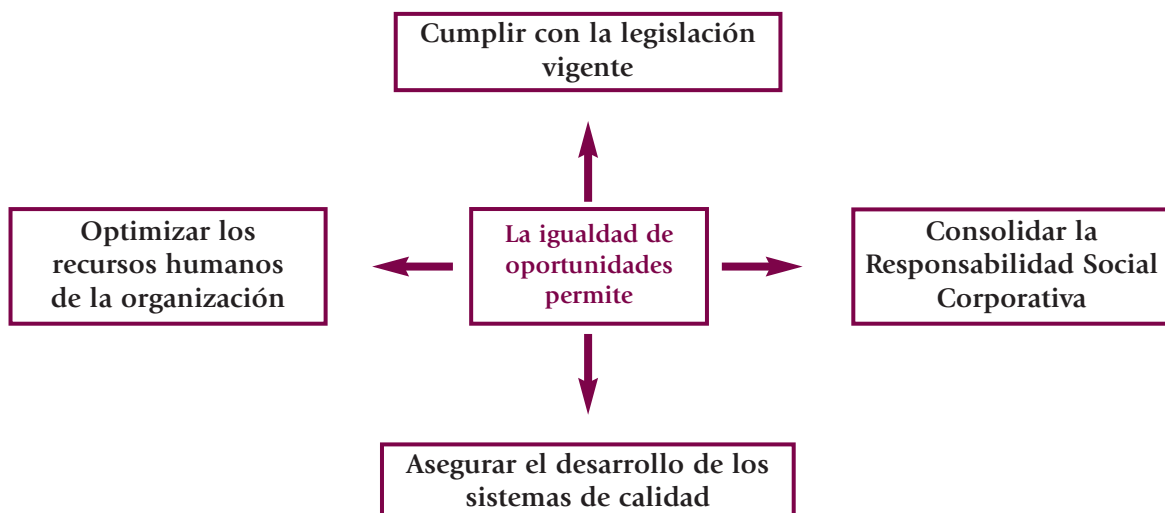 Cumplir con la legislación
vigente
Optimizar los
recursos humanos
de la organización
La igualdad de
oportunidades
permite
Consolidar la
Responsabilidad Social
Corporativa
Asegurar el desarrollo de los
sistemas de calidad